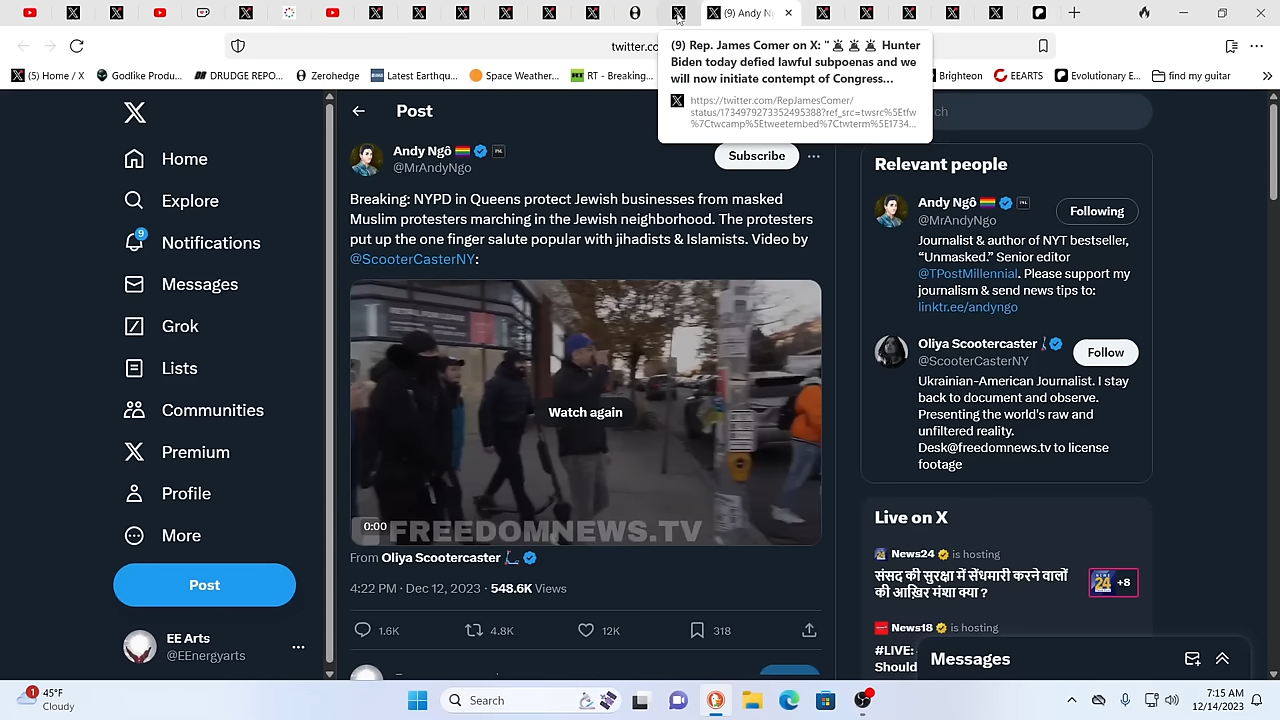 (9) Andy N
twitter.co
(9) Rep. James Comer on X: "🚨 🚨 🚨 Hunter
Biden today defied lawful subpoenas and we
will now initiate contempt of Congress...
https://twitter.com/RepJamesComer/
status/1734979273352495388?ref_src=twsrc%5Etfw
%7Ctwcamp%5Etweetembed%7Ctwterm%5E1734...
(5) Home / X
Godlike Produ...
DRUDGE REPO...
Zerohedge
Latest Earthqu...
Space Weather...
RT - Breaking...
Brighteon
EEARTS
Evolutionary E...
find my guitar
Home
Explore
9
Notifications
Messages
Grok
Lists
Communities
Premium
Profile
More
Post
EE Arts
@EEnergyarts
Post
Andy Ngô
@MrAndyNgo
Subscribe
Breaking: NYPD in Queens protect Jewish businesses from masked
Muslim protesters marching in the Jewish neighborhood. The protesters
put up the one finger salute popular with jihadists & Islamists. Video by
@ScooterCasterNY:
Watch again
0:00
FREEDOMNEWS.TV
From Oliya Scootercaster
4:22 PM · Dec 12, 2023 · 548.6K Views
1.6K
4.8K
12K
318
ch
Relevant people
Andy Ngô
@MrAndyNgo
Following
Journalist & author of NYT bestseller,
“Unmasked.” Senior editor
@TPostMillennial. Please support my
journalism & send news tips to:
linktr.ee/andyngo
Oliya Scootercaster
@ScooterCasterNY
Follow
Ukrainian-American Journalist. I stay
back to document and observe.
Presenting the world's raw and
unfiltered reality.
Desk@freedomnews.tv to license
footage
Live on X
News24 is hosting
संसद की सुरक्षा में सेंधमारी करने वालों
की आख़िर मंशा क्या ?
24
+8
News18 is hosting
#LIVE:
Should
Messages
1
45°F
Cloudy
Search
7:15 AM
12/14/2023